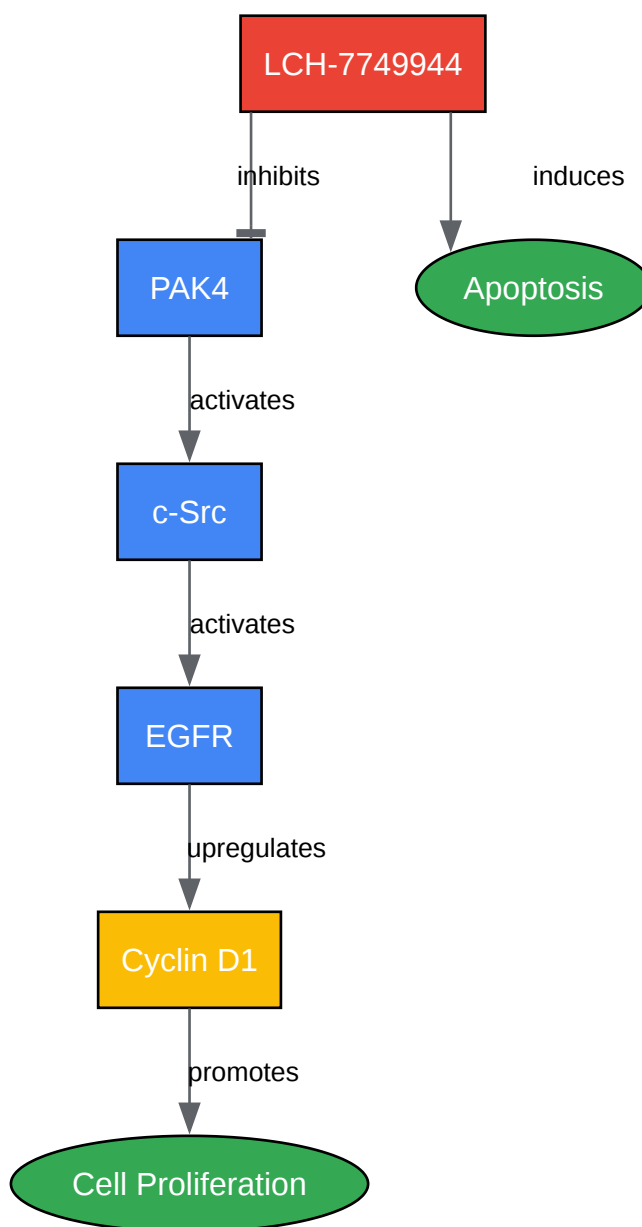 LCH-7749944
inhibits
induces
PAK4
Apoptosis
activates
c-Src
activates
EGFR
upregulates
Cyclin D1
promotes
Cell Proliferation